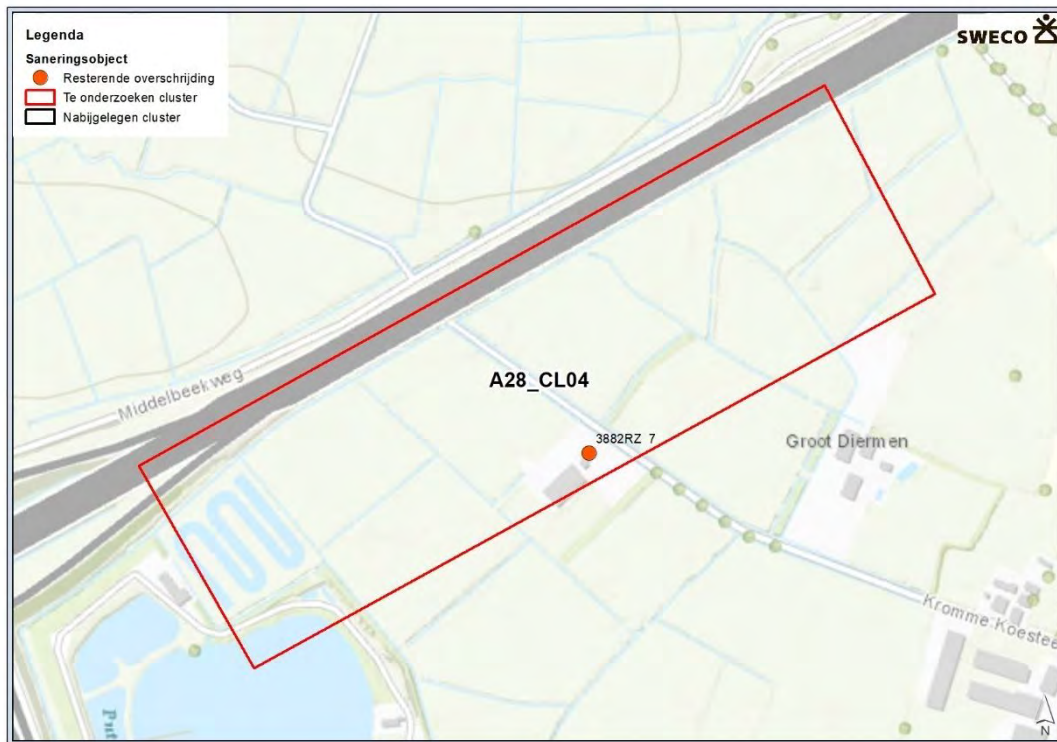 Legenda
Saneringsobject
Resterende overschrijding
Te onderzoeken cluster
Nabijgelegen cluster
SWECO
Middelbeekweg
A28_CL04
3882RZ 7
Groot Diermen
Kromme Koestee
N